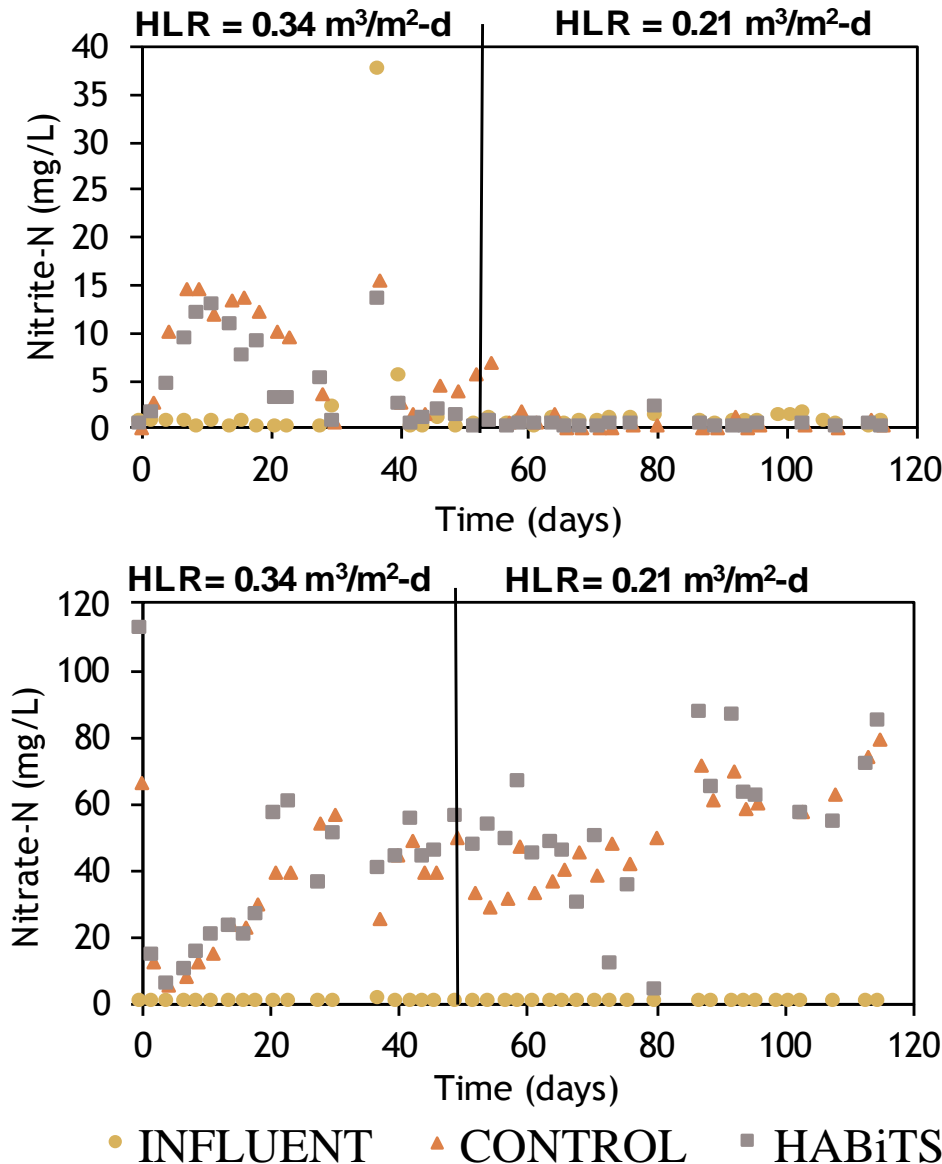 HLR = 0.34 m³/m²-d HLR = 0.21 m³/m²-d
40
35
30
25
20
15
10
5
0
Nitrite-N (mg/L)
0 20 40 60 80 100 120
Time (days)
HLR= 0.34 m³/m²-d HLR= 0.21 m³/m²-d
120
100
80
60
40
20
0
Nitrate-N (mg/L)
0 20 40 60 80 100 120
Time (days)
INFLUENT CONTROL HABiTS